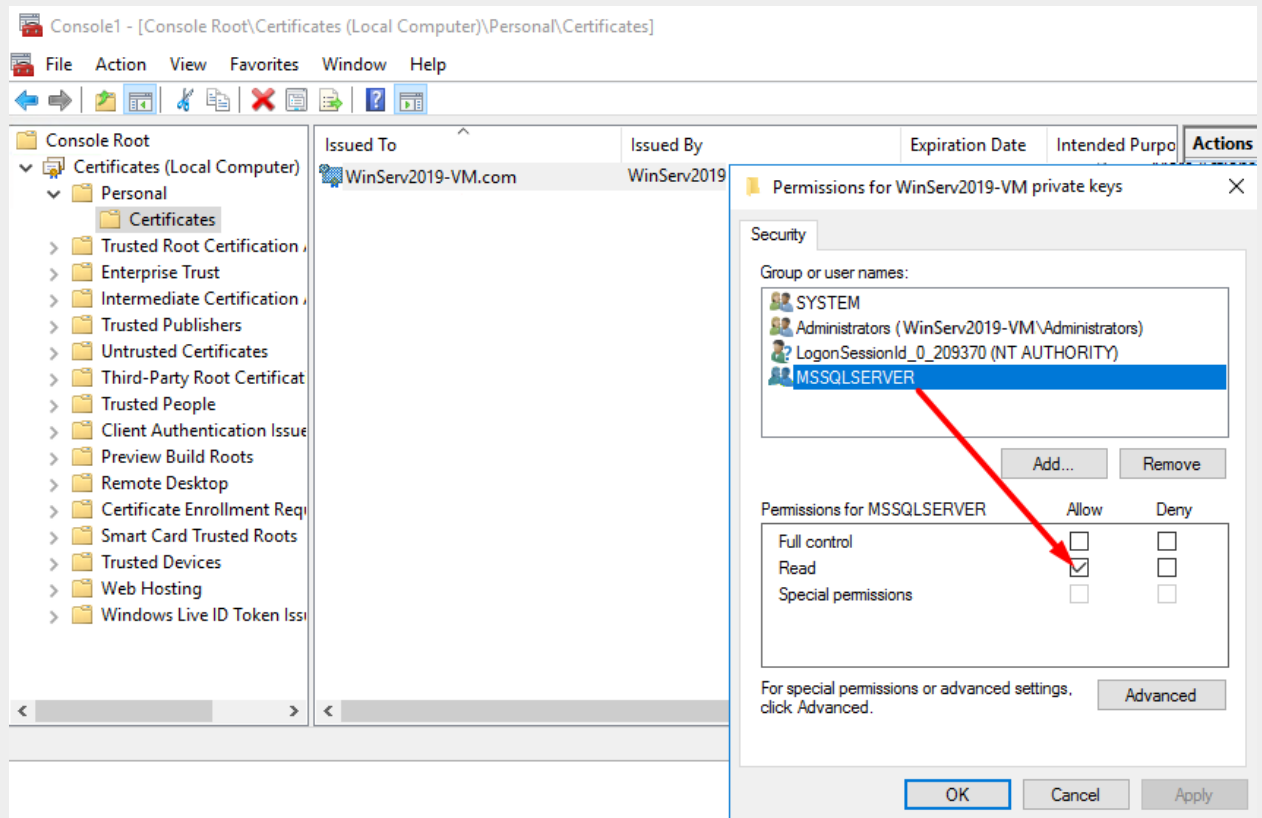 Console1 - [Console Root\Certificates (Local Computer)\Personal\Certificates]
File Action View Favorites Window Help
Console Root
Certificates (Local Computer)
Personal
Certificates
Trusted Root Certification
Enterprise Trust
Intermediate Certification
Trusted Publishers
Untrusted Certificates
Third-Party Root Certificat
Trusted People
Client Authentication Issue
Preview Build Roots
Remote Desktop
Certificate Enrollment Requ
Smart Card Trusted Roots
Trusted Devices
Web Hosting
Windows Live ID Token Issu
Issued To Issued By Expiration Date Intended Purpo
WinServ2019-VM.com WinServ2019
Actions
Permissions for WinServ2019-VM private keys
Security
Group or user names:
SYSTEM
Administrators (WinServ2019-VM\Administrators)
LogonSessionId_0_209370 (NT AUTHORITY)
MSSQLSERVER
Add... Remove
Permissions for MSSQLSERVER Allow Deny
Full control
Read
Special permissions
For special permissions or advanced settings,
click Advanced.
Advanced
OK Cancel Apply